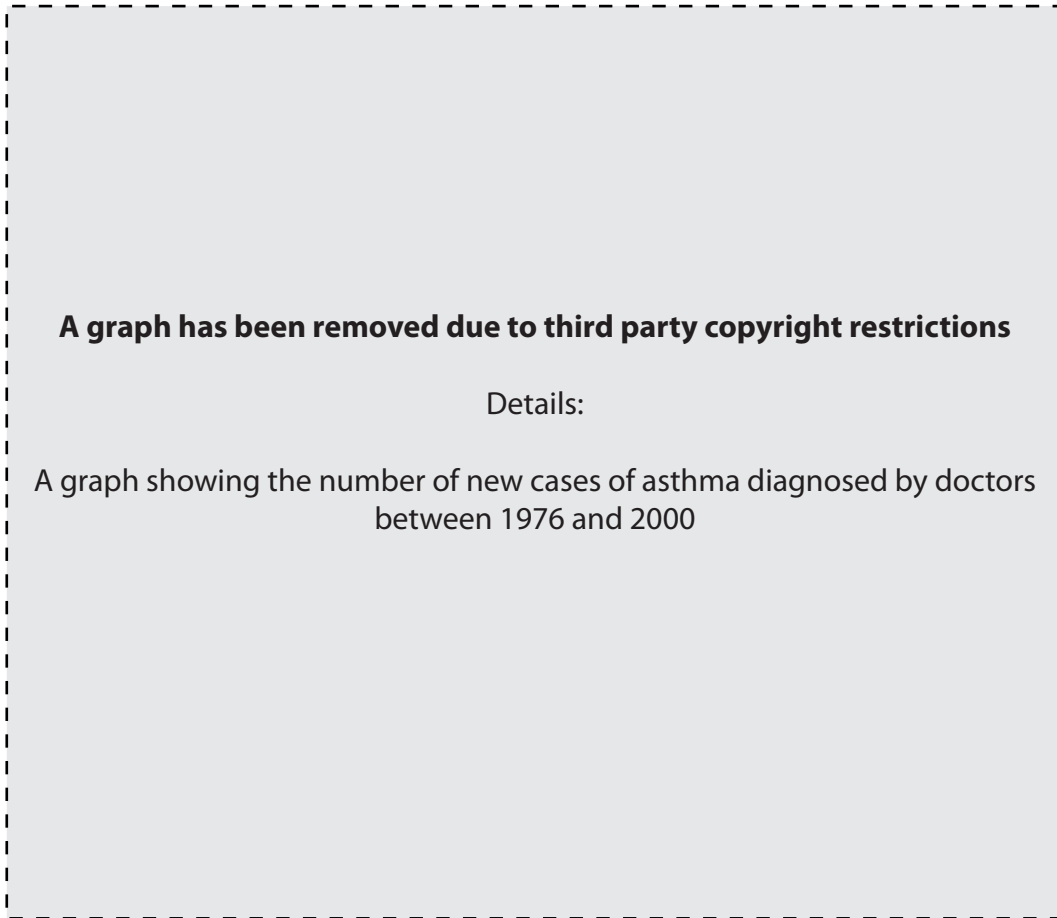 A graph has been removed due to third party copyright restrictions
Details:
A graph showing the number of new cases of asthma diagnosed by doctors
between 1976 and 2000